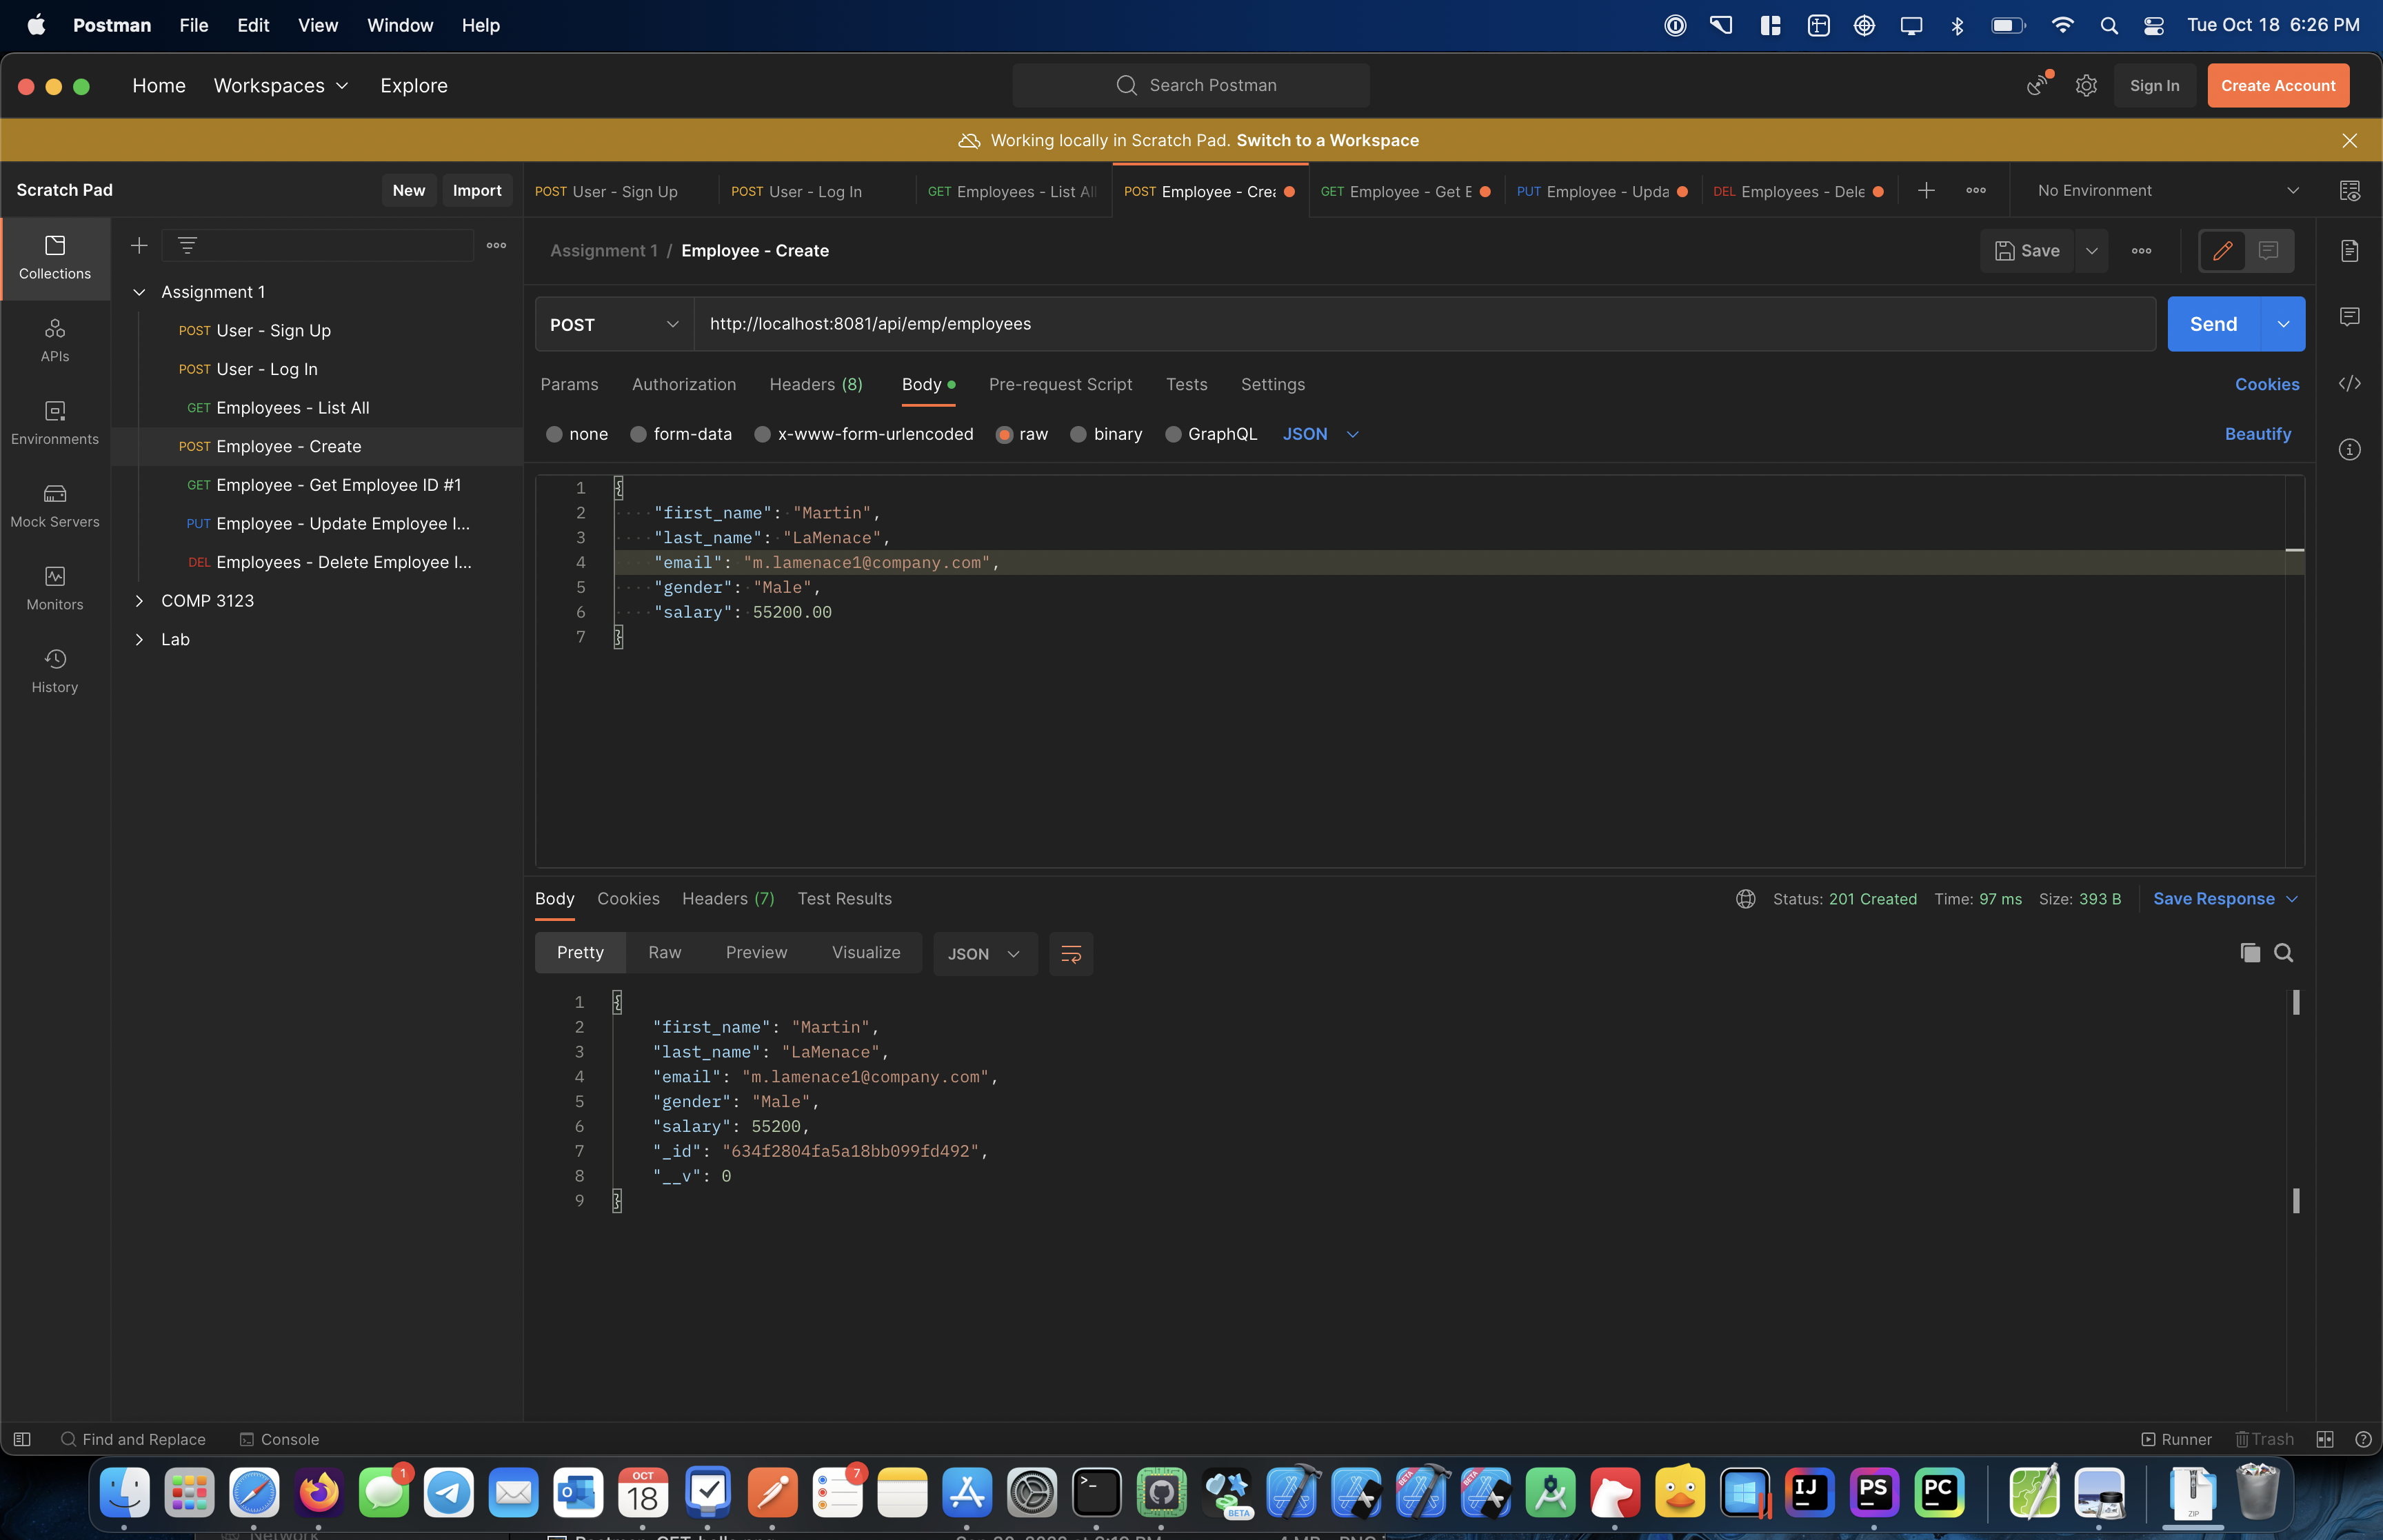 Postman File Edit View Window Help Tue Oct 18 6:26 PM
Home Workspaces Explore Search Postman Sign In Create Account
Working locally in Scratch Pad. Switch to a Workspace
Scratch Pad New Import
POST User - Sign Up POST User - Log In GET Employees - List Al POST Employee - Crea GET Employee - Get E PUT Employee - Upda DEL Employees - Dele No Environment
Collections
APIs
Environments
Mock Servers
Monitors
History
Assignment 1
POST User - Sign Up
POST User - Log In
GET Employees - List All
POST Employee - Create
GET Employee - Get Employee ID #1
PUT Employee - Update Employee I...
DEL Employees - Delete Employee I...
COMP 3123
Lab
Assignment 1 / Employee - Create Save
POST http://localhost:8081/api/emp/employees Send
Params Authorization Headers (8) Body Pre-request Script Tests Settings Cookies
none form-data x-www-form-urlencoded raw binary GraphQL JSON Beautify
1 {
2 "first_name": "Martin",
3 "last_name": "LaMenace",
4 "email": "m.lamenace1@company.com",
5 "gender": "Male",
6 "salary": 55200.00
7 }
Body Cookies Headers (7) Test Results Status: 201 Created Time: 97 ms Size: 393 B Save Response
Pretty Raw Preview Visualize JSON
1 {
2 "first_name": "Martin",
3 "last_name": "LaMenace",
4 "email": "m.lamenace1@company.com",
5 "gender": "Male",
6 "salary": 55200,
7 "_id": "634f2804fa5a18bb099fd492",
8 "__v": 0
9 }
Find and Replace Console Runner Trash
1 OCT 18 7 BETA BETA BETA IJ PS PC ZIP